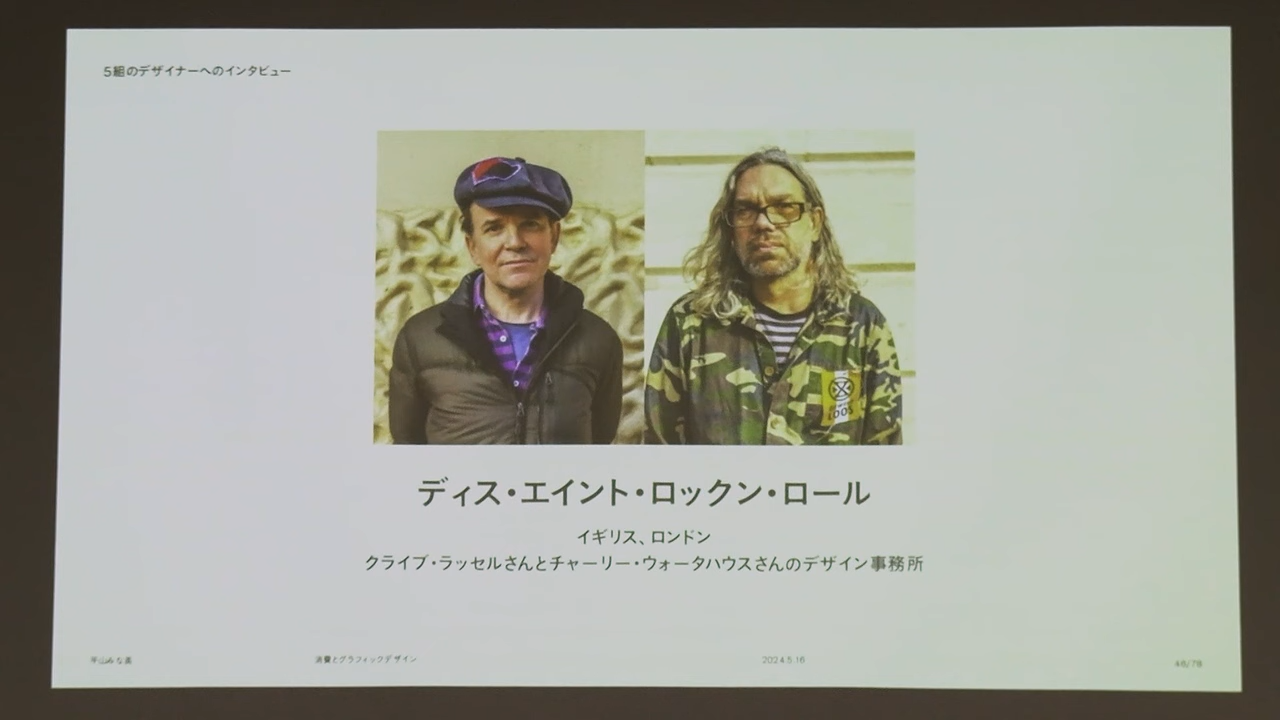 5組のデザイナーへのインタビュー
ディス・エイント・ロックン・ロール
イギリス、ロンドン
クライブ・ラッセルさんとチャーリー・ウォータハウスさんのデザイン事務所
平山みな美
消費とグラフィックデザイン
2024.5.16